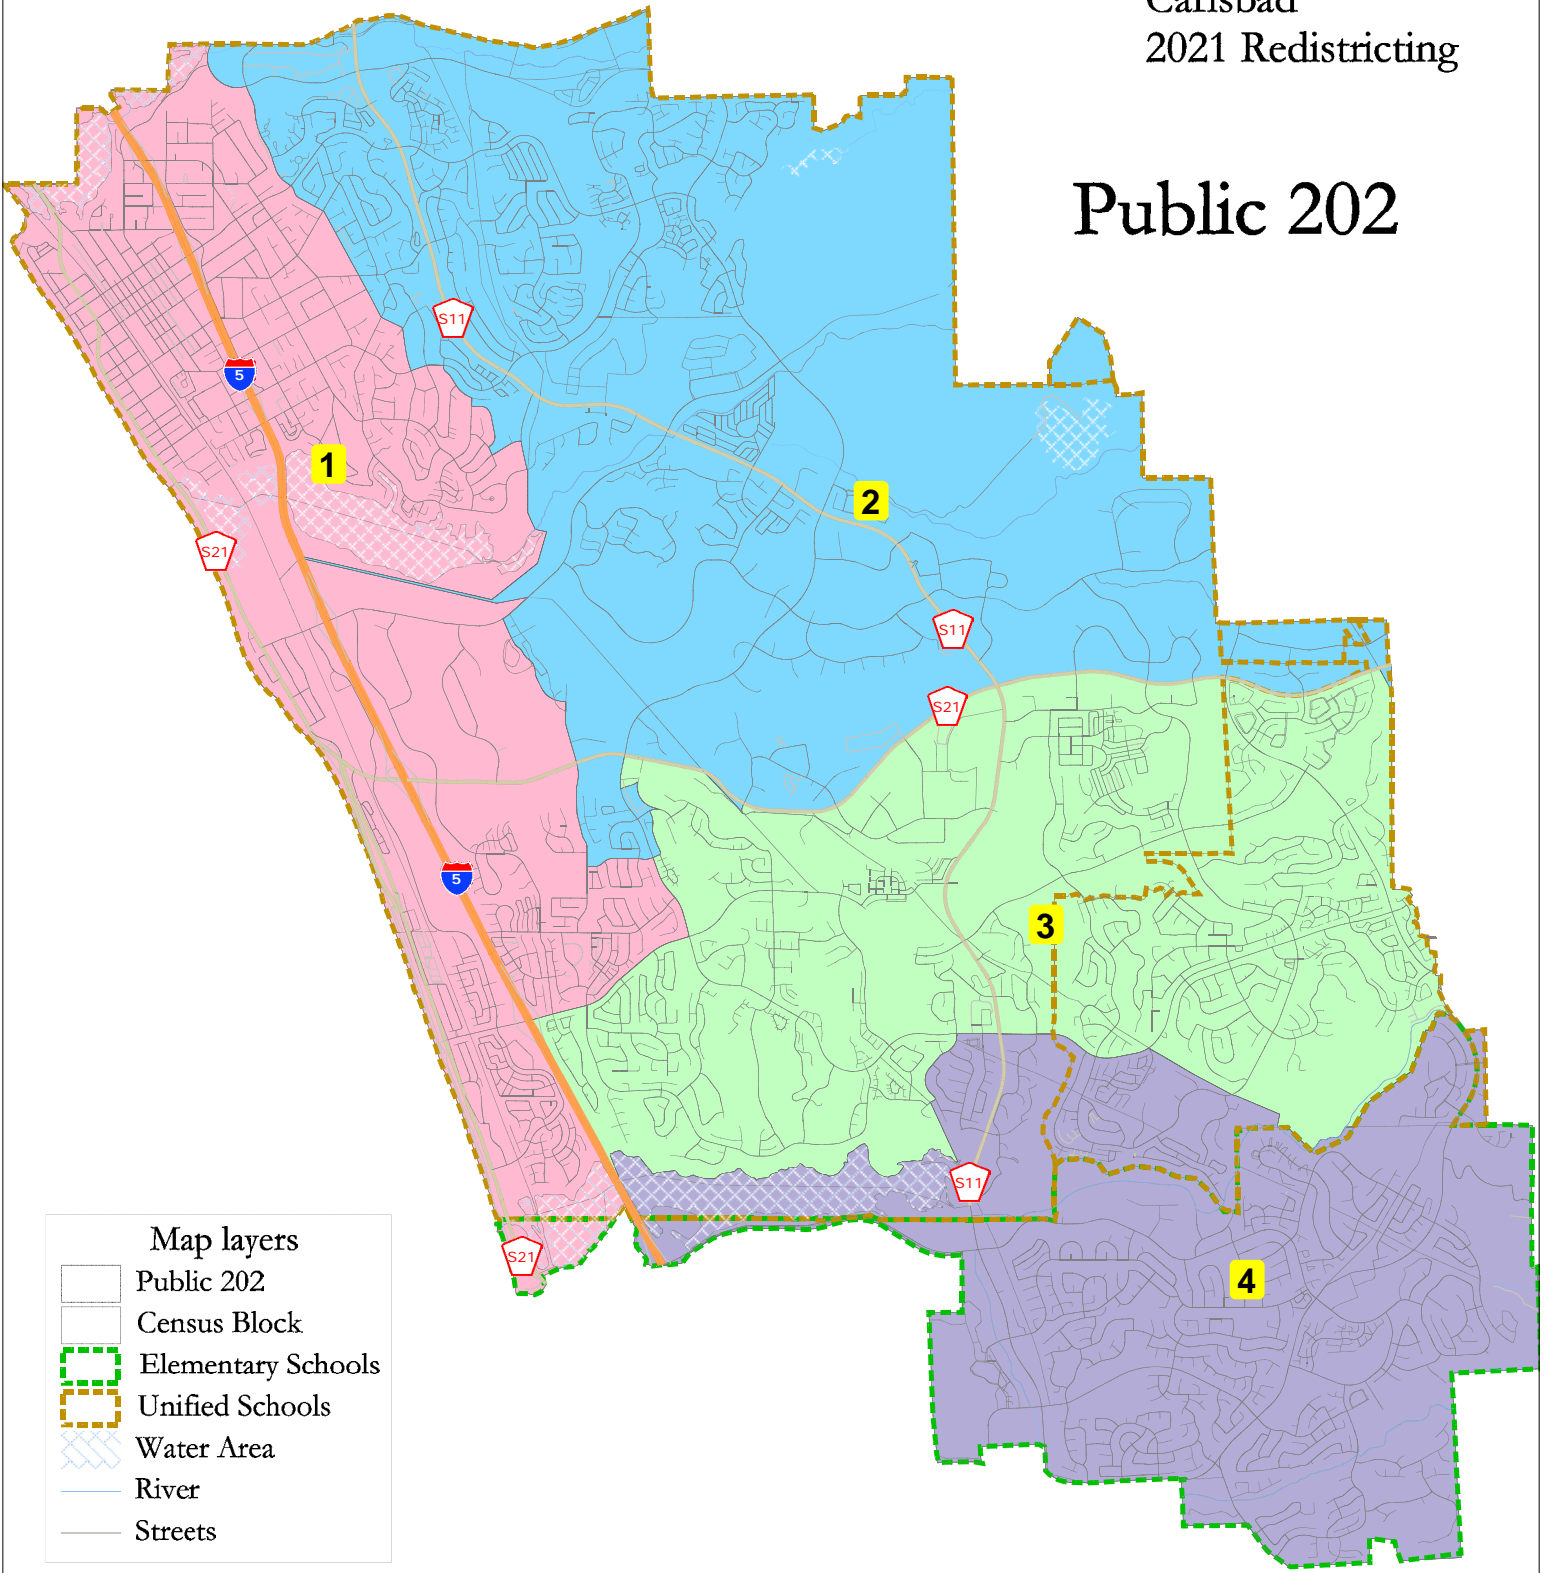 Carlsbad
2021 Redistricting
Public 202
S11
5
1
2
S21
S11
S21
5
3
S11
S21
4
Map layers
Public 202
Census Block
Elementary Schools
Unified Schools
Water Area
River
Streets